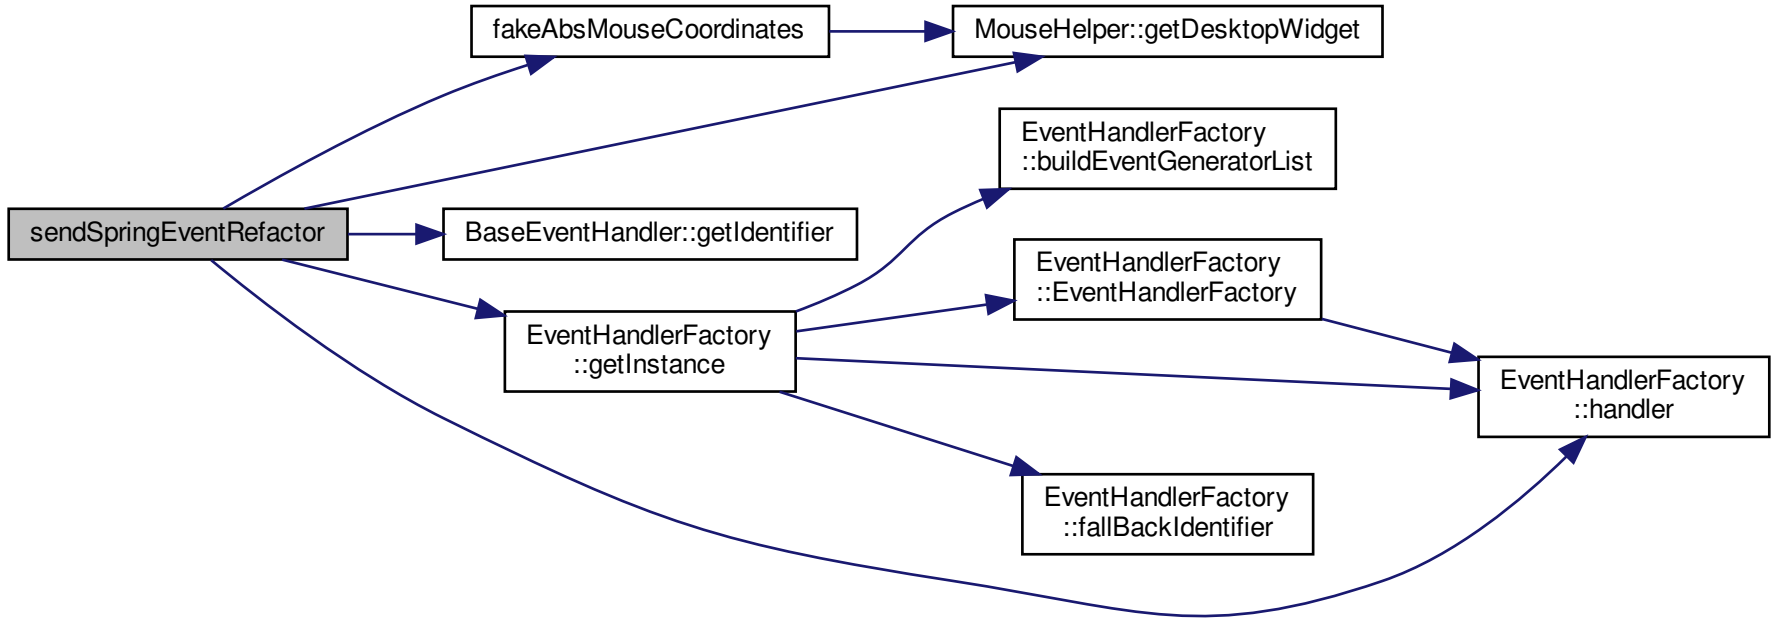 fakeAbsMouseCoordinates
MouseHelper::getDesktopWidget
EventHandlerFactory
::buildEventGeneratorList
sendSpringEventRefactor
BaseEventHandler::getIdentifier
EventHandlerFactory
::EventHandlerFactory
EventHandlerFactory
::getInstance
EventHandlerFactory
::handler
EventHandlerFactory
::fallBackIdentifier